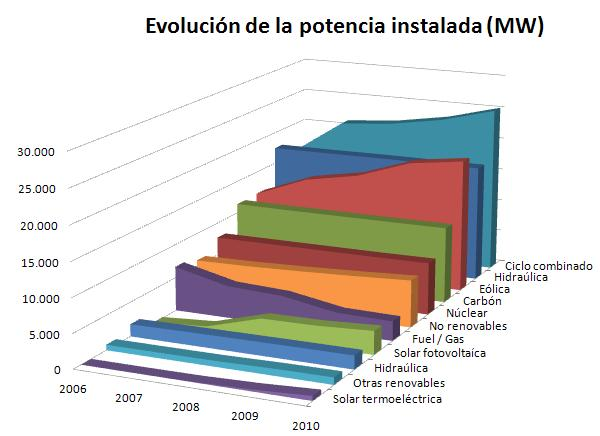 Evolución de la potencia instalada (MW)
30.000
25.000
20.000
15.000
10.000
5.000
0
2006
2007
2008
2009
2010
Ciclo combinado
Hidraúlica
Eólica
Carbón
Núclear
No renovables
Fuel / Gas
Solar fotovoltaíca
Hidraúlica
Otras renovables
Solar termoeléctrica